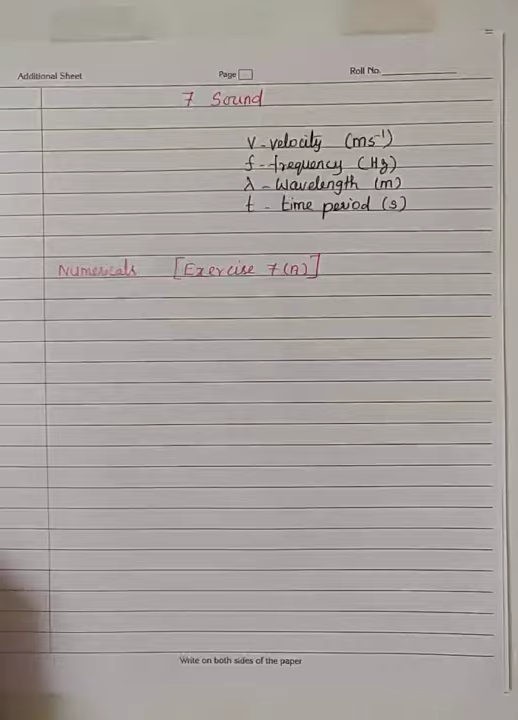 Additional Sheet Page Roll No.
7 Sound
v - velocity (ms⁻¹)
f - frequency (Hz)
λ - Wavelength (m)
t - time period (s)
Numericals [Exercise 7(A)]
Write on both sides of the paper